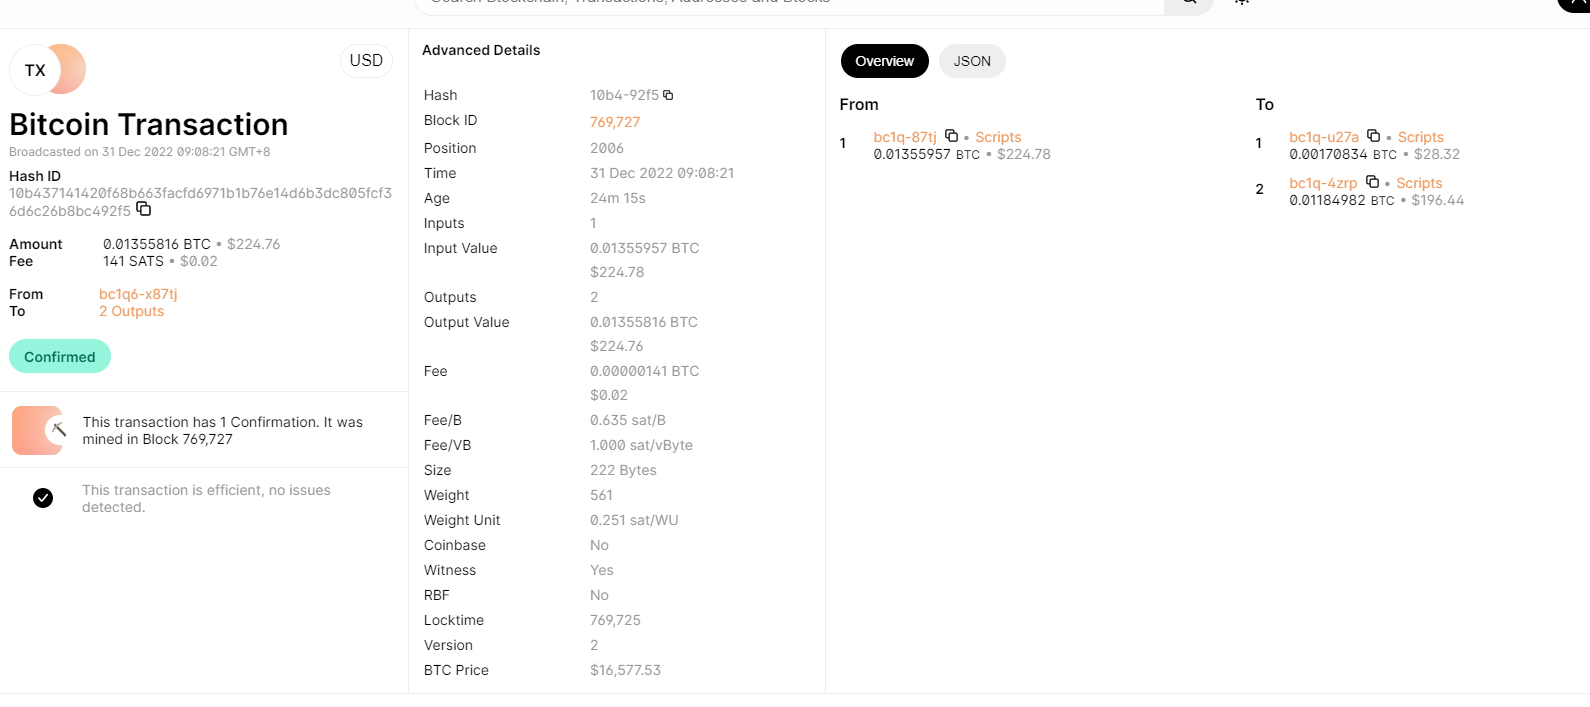 TX
USD
Bitcoin Transaction
Broadcasted on 31 Dec 2022 09:08:21 GMT+8
Hash ID
10b437141420f68b663facfd6971b1b76e14d6b3dc805fcf3
6d6c26b8bc492f5
Amount 0.01355816 BTC • $224.76
Fee 141 SATS • $0.02
From bc1q6-x87tj
To 2 Outputs
Confirmed
This transaction has 1 Confirmation. It was
mined in Block 769,727
This transaction is efficient, no issues
detected.
Advanced Details
Hash 10b4-92f5
Block ID 769,727
Position 2006
Time 31 Dec 2022 09:08:21
Age 24m 15s
Inputs 1
Input Value 0.01355957 BTC
$224.78
Outputs 2
Output Value 0.01355816 BTC
$224.76
Fee 0.00000141 BTC
$0.02
Fee/B 0.635 sat/B
Fee/VB 1.000 sat/vByte
Size 222 Bytes
Weight 561
Weight Unit 0.251 sat/WU
Coinbase No
Witness Yes
RBF No
Locktime 769,725
Version 2
BTC Price $16,577.53
Overview JSON
From
1 bc1q-87tj • Scripts
0.01355957 BTC • $224.78
To
1 bc1q-u27a • Scripts
0.00170834 BTC • $28.32
2 bc1q-4zrp • Scripts
0.01184982 BTC • $196.44